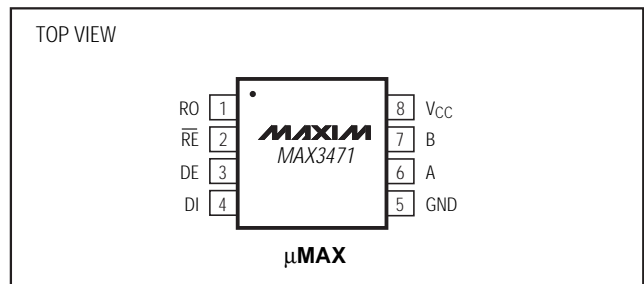 TOP VIEW
RO 1 8 VCC
MAXIM
RE 2 7 B
MAX3471
DE 3 6 A
DI 4 5 GND
µMAX